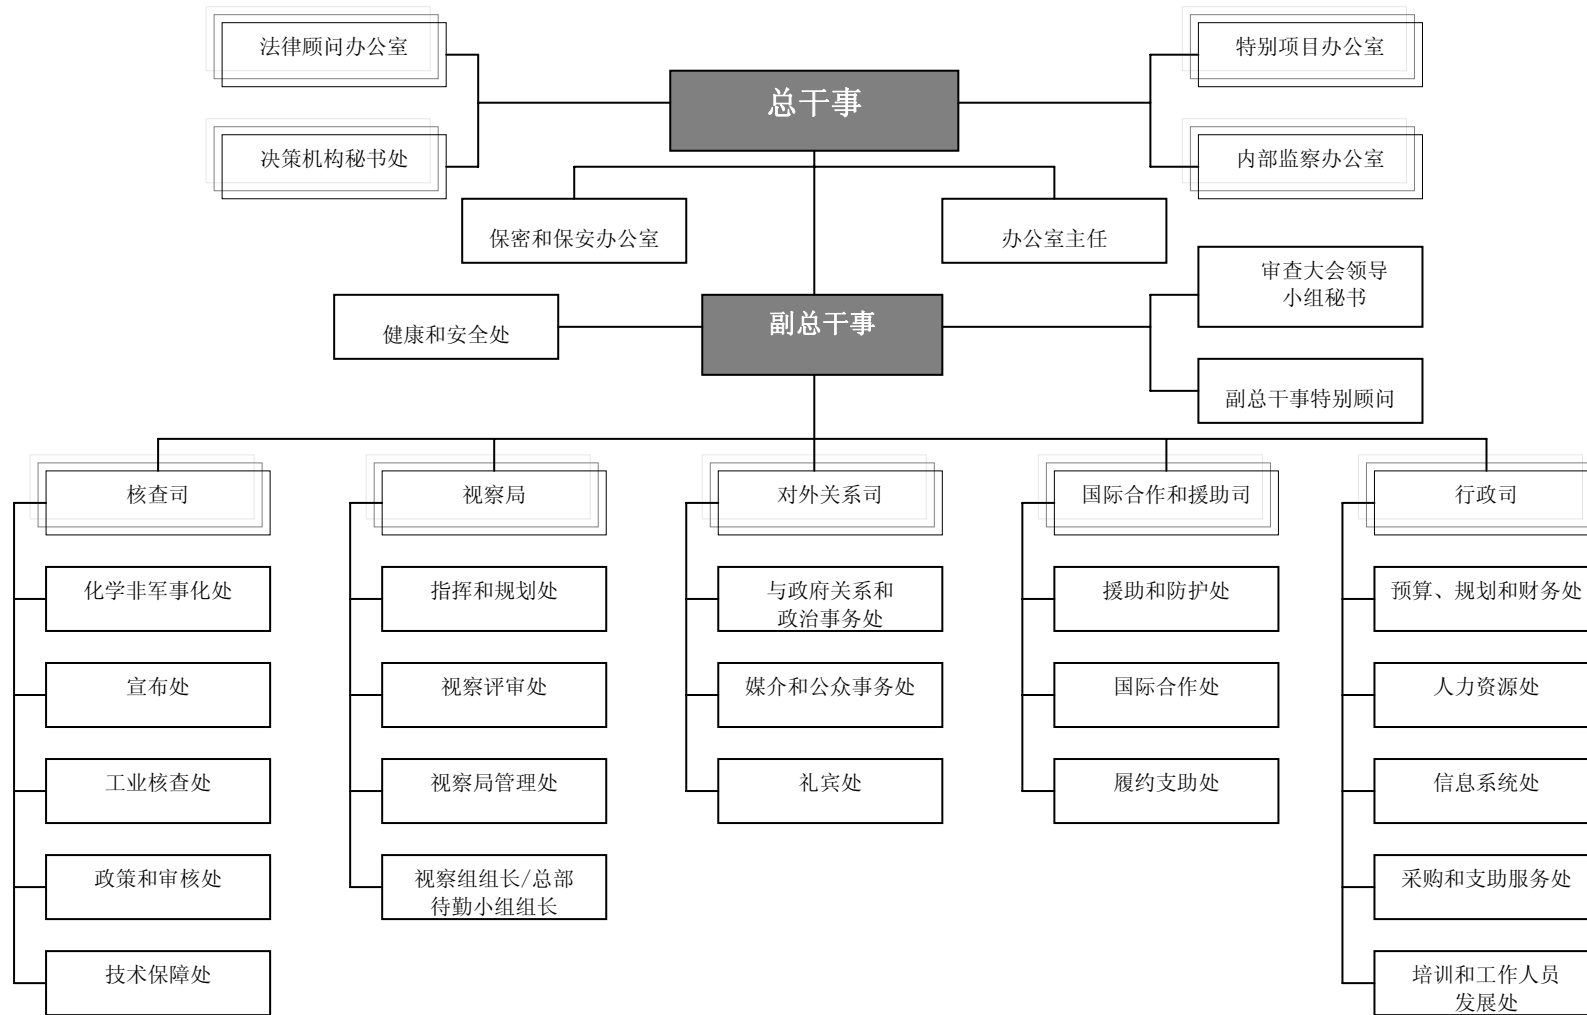 法律顾问办公室
特别项目办公室
总干事
决策机构秘书处
内部监察办公室
保密和保安办公室
办公室主任
审查大会领导
小组秘书
副总干事
健康和安全处
副总干事特别顾问
核查司
视察局
对外关系司
国际合作和援助司
行政司
化学非军事化处
指挥和规划处
与政府关系和
政治事务处
援助和防护处
预算、规划和财务处
宣布处
视察评审处
媒介和公众事务处
国际合作处
人力资源处
工业核查处
视察局管理处
礼宾处
履约支助处
信息系统处
政策和审核处
视察组组长/总部
待勤小组组长
采购和支助服务处
技术保障处
培训和工作人员
发展处